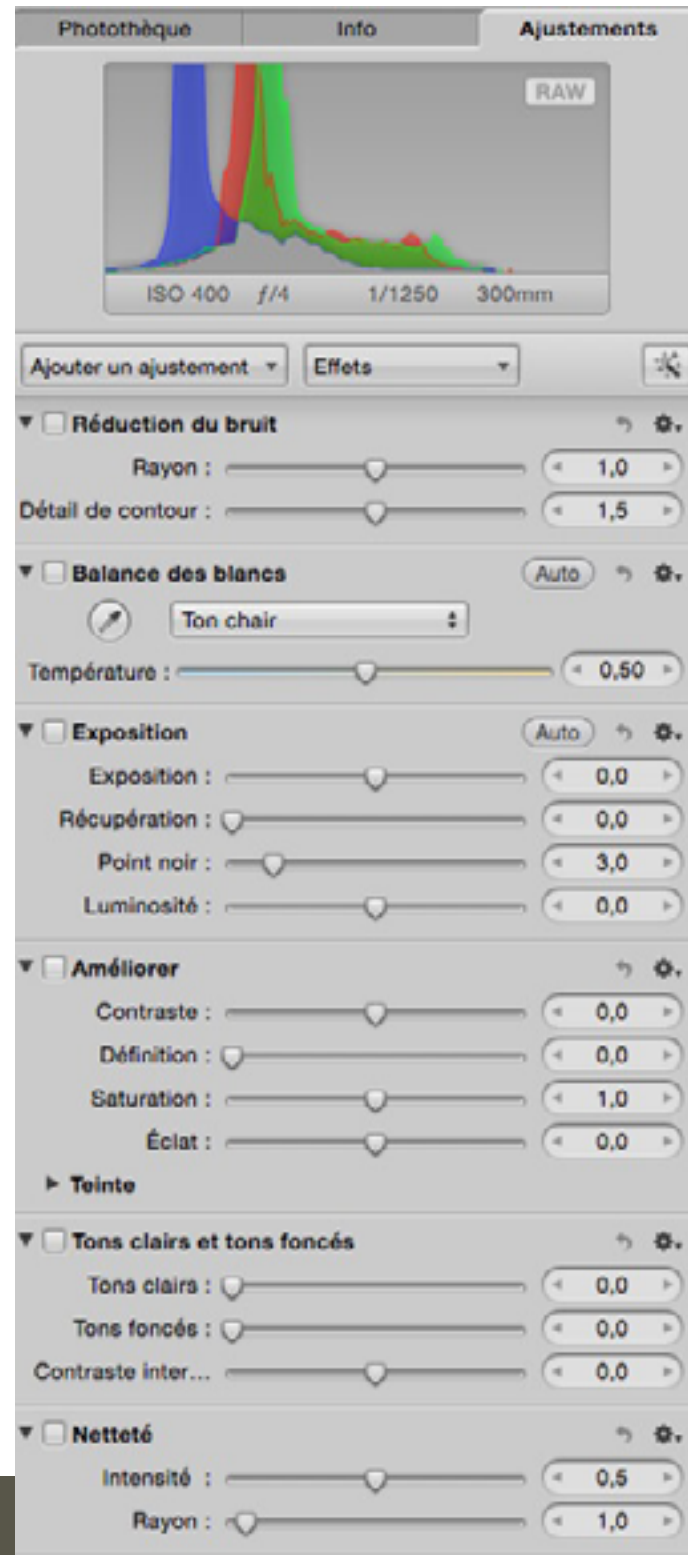 Photothèque Info Ajustements
RAW
ISO 400 ƒ/4 1/1250 300mm
Ajouter un ajustement Effets
Réduction du bruit
Rayon : 1,0
Détail de contour : 1,5
Balance des blancs Auto
Ton chair
Température : 0,50
Exposition Auto
Exposition : 0,0
Récupération : 0,0
Point noir : 3,0
Luminosité : 0,0
Améliorer
Contraste : 0,0
Définition : 0,0
Saturation : 1,0
Éclat : 0,0
Teinte
Tons clairs et tons foncés
Tons clairs : 0,0
Tons foncés : 0,0
Contraste inter... 0,0
Netteté
Intensité : 0,5
Rayon : 1,0